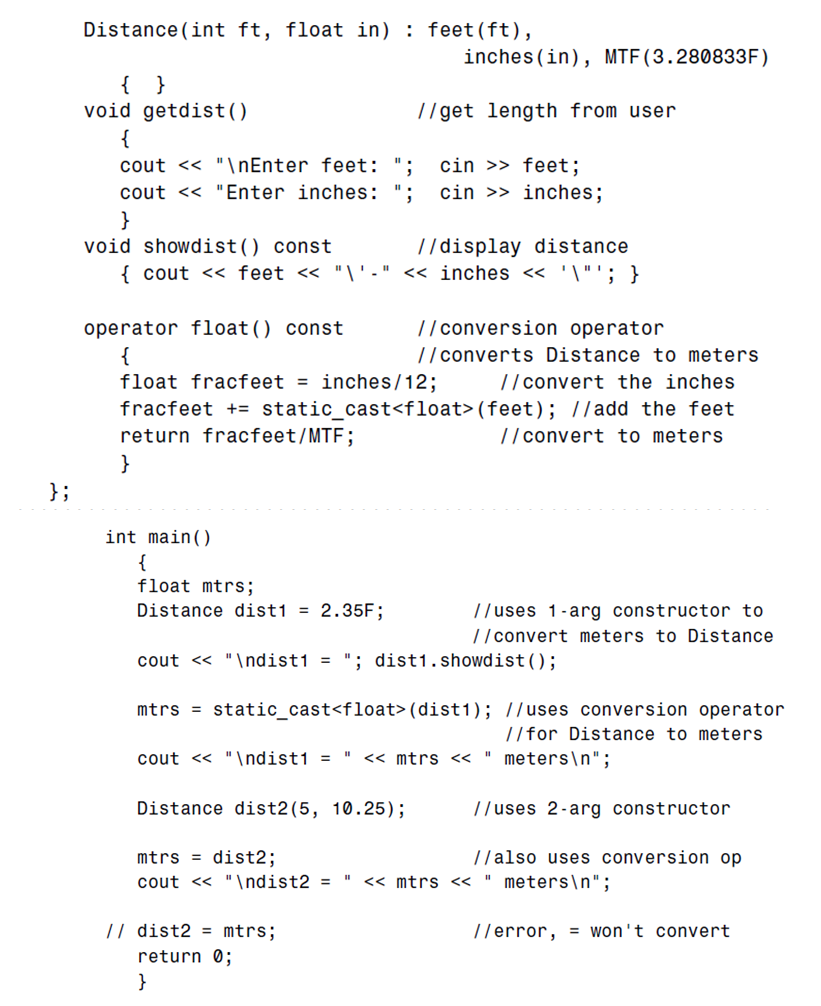 Distance(int ft, float in) : feet(ft),
inches(in), MTF(3.280833F)
{  }
void getdist()              //get length from user
{
cout << "\nEnter feet: ";  cin >> feet;
cout << "Enter inches: ";  cin >> inches;
}
void showdist() const       //display distance
{ cout << feet << "\'-" << inches << '\"'; }
operator float() const      //conversion operator
{                        //converts Distance to meters
float fracfeet = inches/12;     //convert the inches
fracfeet += static_cast<float>(feet); //add the feet
return fracfeet/MTF;            //convert to meters
}
};
int main()
{
float mtrs;
Distance dist1 = 2.35F;       //uses 1-arg constructor to
//convert meters to Distance
cout << "\ndist1 = "; dist1.showdist();
mtrs = static_cast<float>(dist1); //uses conversion operator
//for Distance to meters
cout << "\ndist1 = " << mtrs << " meters\n";
Distance dist2(5, 10.25);     //uses 2-arg constructor
mtrs = dist2;                 //also uses conversion op
cout << "\ndist2 = " << mtrs << " meters\n";
// dist2 = mtrs;                 //error, = won't convert
return 0;
}